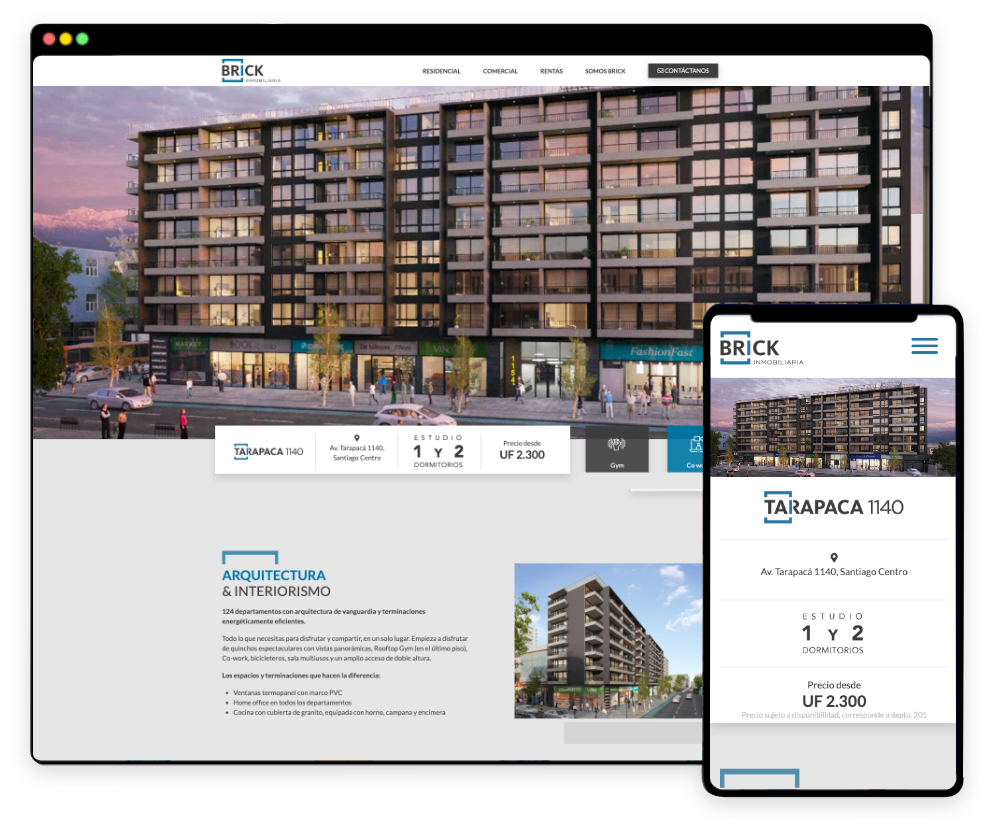 BRICK
INMOBILIARIA
RESIDENCIAL COMERCIAL RENTAS SOMOS BRICK CONTÁCTANOS
MARKET
BOOK
FashionFast
1154
TARAPACA 1140
Av. Tarapacá 1140,
Santiago Centro
ESTUDIO
1 Y 2
DORMITORIOS
Precio desde
UF 2.300
Gym
Co wo
ARQUITECTURA
& INTERIORISMO
124 departamentos con arquitectura de vanguardia y terminaciones
energéticamente eficientes.
Todo lo que necesitas para disfrutar y compartir, en un solo lugar. Empieza a disfrutar
de quinchos espectaculares con vistas panorámicas, Rooftop Gym (en el último piso),
Co-work, bicicleteros, sala multiusos y un amplio acceso de doble altura.
Los espacios y terminaciones que hacen la diferencia:
• Ventanas termopanel con marco PVC
• Home office en todos los departamentos
• Cocina con cubierta de granito, equipada con horno, campana y encimera
BRICK
INMOBILIARIA
TARAPACA 1140
Av. Tarapacá 1140, Santiago Centro
ESTUDIO
1 Y 2
DORMITORIOS
Precio desde
UF 2.300
Precio sujeto a disponibilidad, corresponde a depto. 201